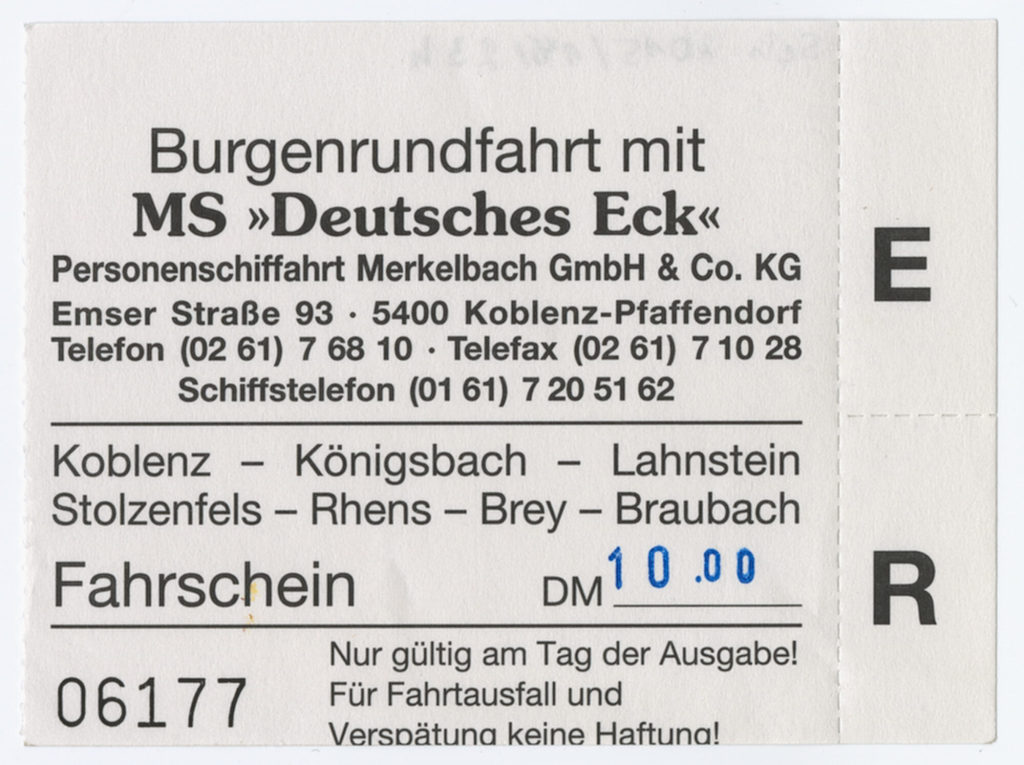 Burgenrundfahrt mit
MS »Deutsches Eck«
Personenschiffahrt Merkelbach GmbH & Co. KG
Emser Straße 93 · 5400 Koblenz-Pfaffendorf
Telefon (02 61) 7 68 10 · Telefax (02 61) 7 10 28
Schiffstelefon (01 61) 7 20 51 62
Koblenz – Königsbach – Lahnstein
Stolzenfels – Rhens – Brey – Braubach
Fahrschein DM 10.00
06177
Nur gültig am Tag der Ausgabe!
Für Fahrtausfall und
Verspätung keine Haftung!
E
R